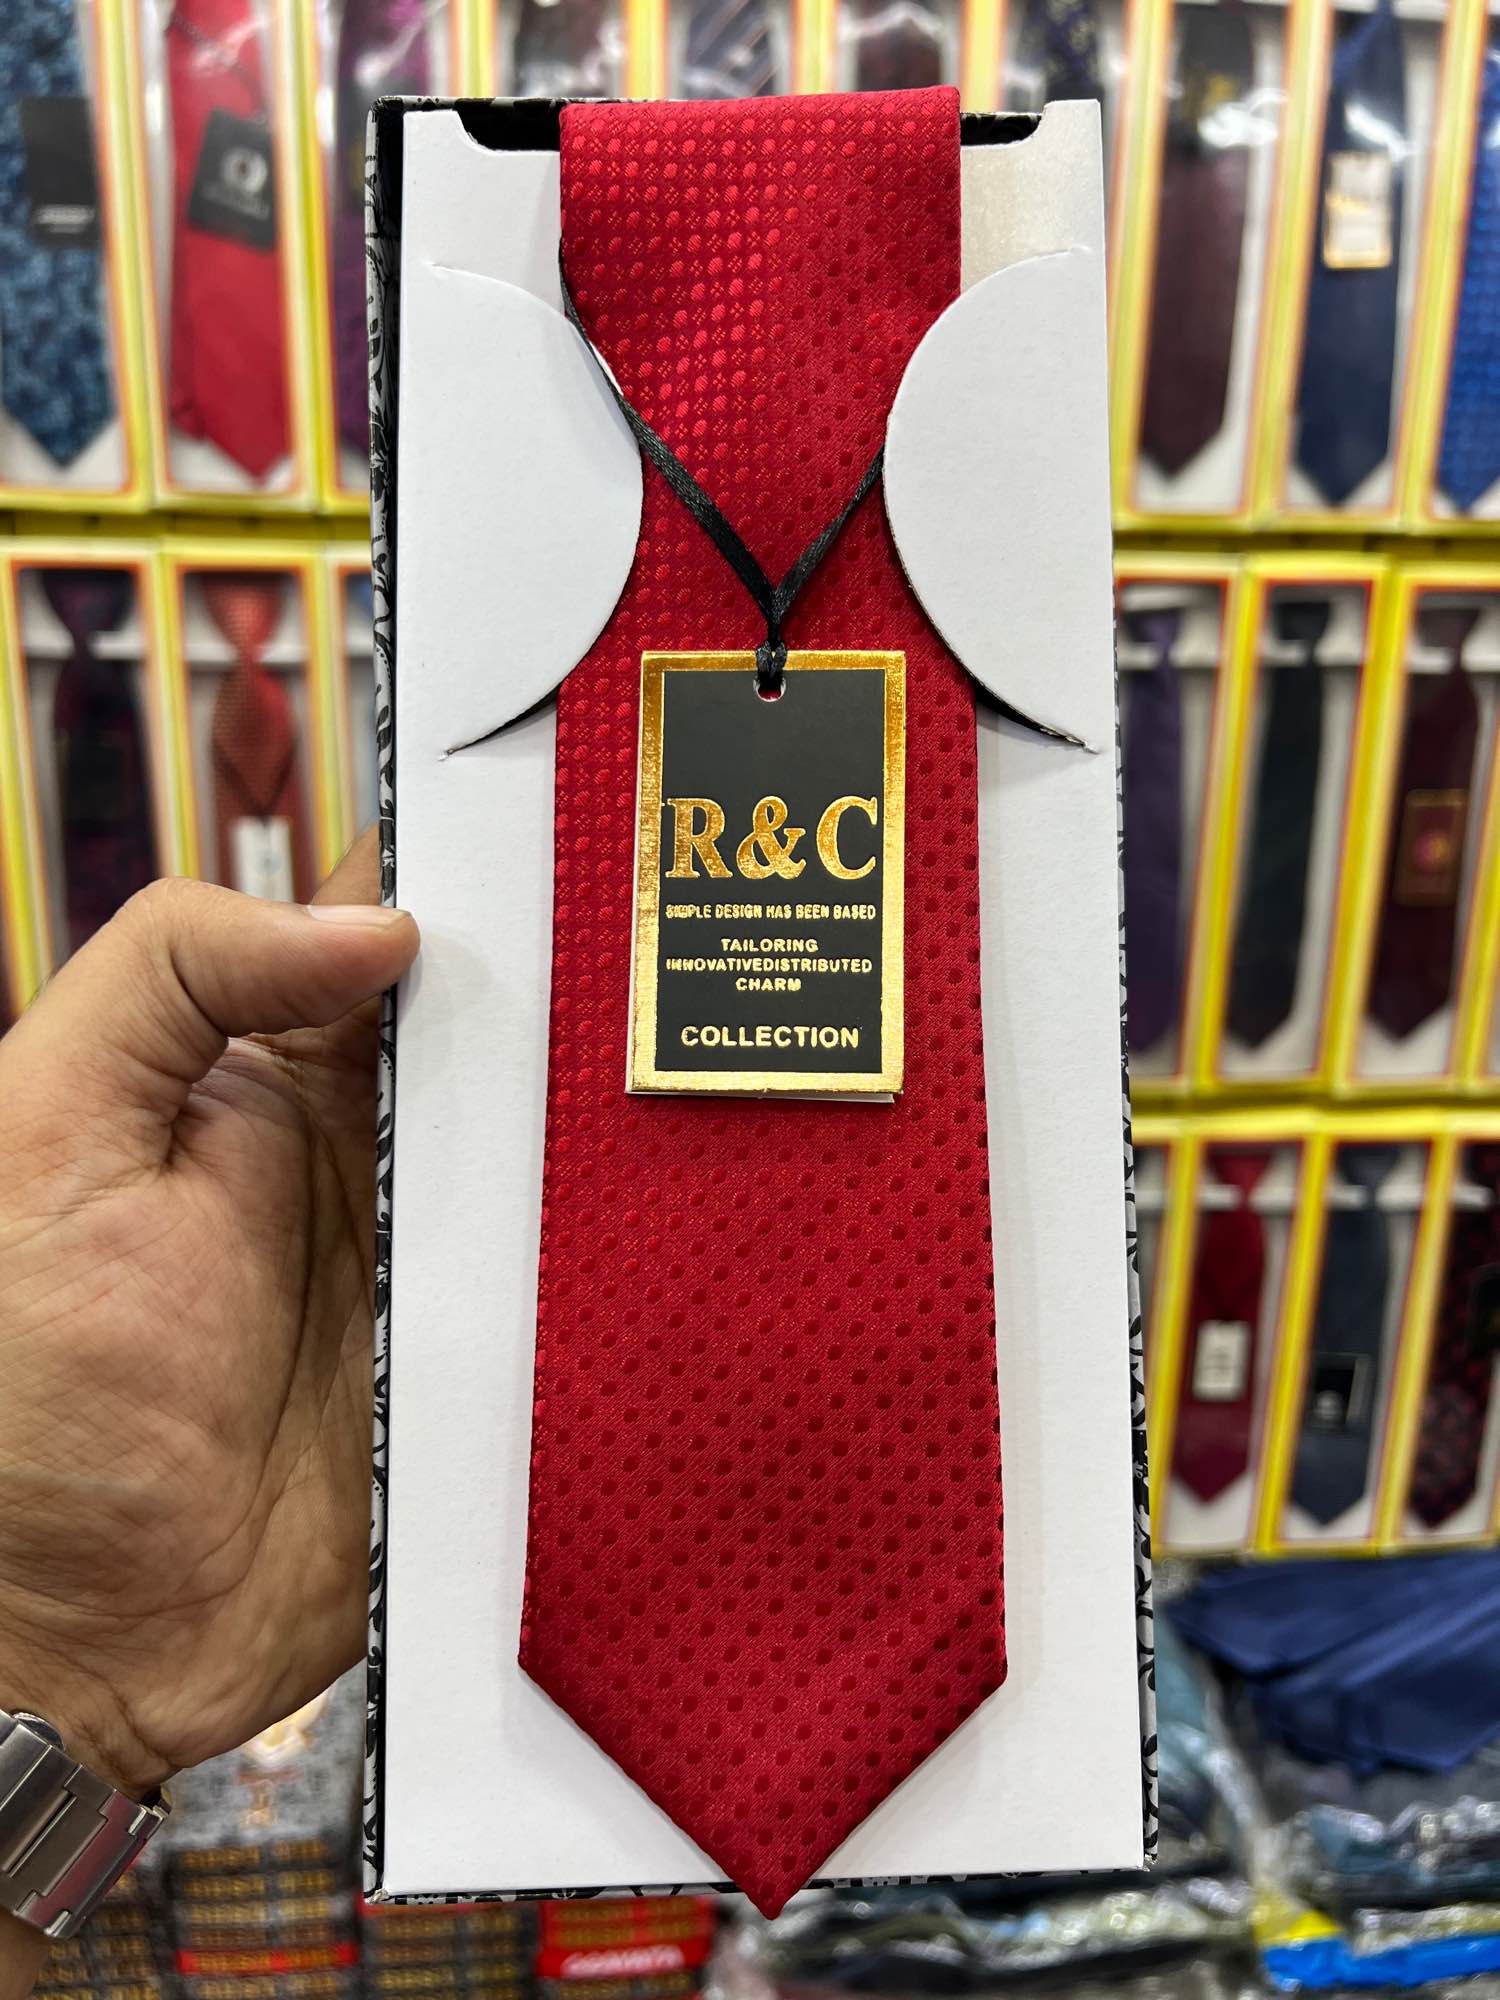 R&C
SIMPLE DESIGN HAS BEEN BASED
TAILORING
INNOVATIVEDISTRIBUTED
CHARM
COLLECTION